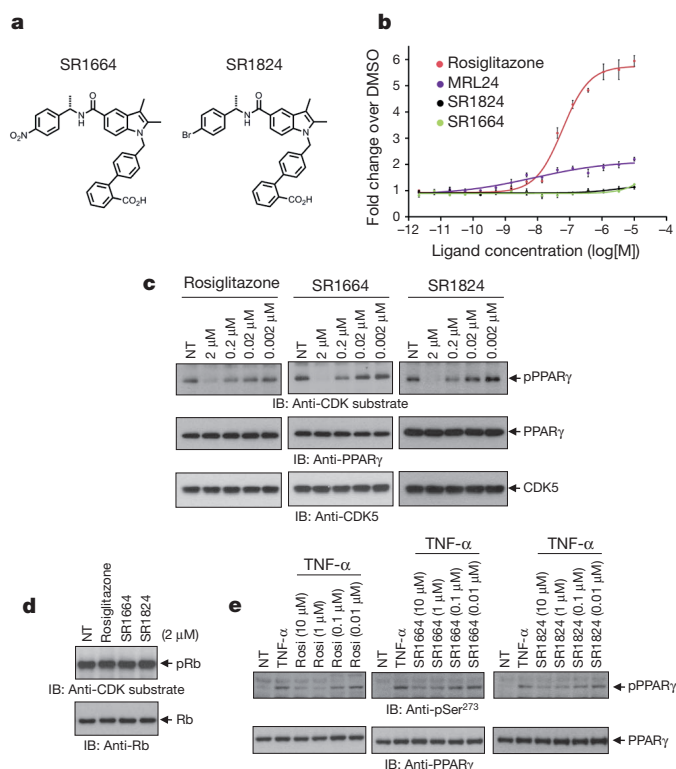 a
SR1664
SR1824
O₂N
N
H
O
N
CO₂H
Br
N
H
O
N
CO₂H
b
Fold change over DMSO
6
5
4
3
2
1
0
Rosiglitazone
MRL24
SR1824
SR1664
−12 −11 −10 −9 −8 −7 −6 −5 −4
Ligand concentration (log[M])
c
Rosiglitazone
SR1664
SR1824
NT
2 μM
0.2 μM
0.02 μM
0.002 μM
NT
2 μM
0.2 μM
0.02 μM
0.002 μM
NT
2 μM
0.2 μM
0.02 μM
0.002 μM
pPPARγ
IB: Anti-CDK substrate
PPARγ
IB: Anti-PPARγ
CDK5
IB: Anti-CDK5
d
NT
Rosiglitazone
SR1664
SR1824
(2 μM)
pRb
IB: Anti-CDK substrate
Rb
IB: Anti-Rb
e
TNF-α
TNF-α
TNF-α
NT
TNF-α
Rosi (10 μM)
Rosi (1 μM)
Rosi (0.1 μM)
Rosi (0.01 μM)
NT
TNF-α
SR1664 (10 μM)
SR1664 (1 μM)
SR1664 (0.1 μM)
SR1664 (0.01 μM)
NT
TNF-α
SR1824 (10 μM)
SR1824 (1 μM)
SR1824 (0.1 μM)
SR1824 (0.01 μM)
pPPARγ
IB: Anti-pSer²⁷³
PPARγ
IB: Anti-PPARγ